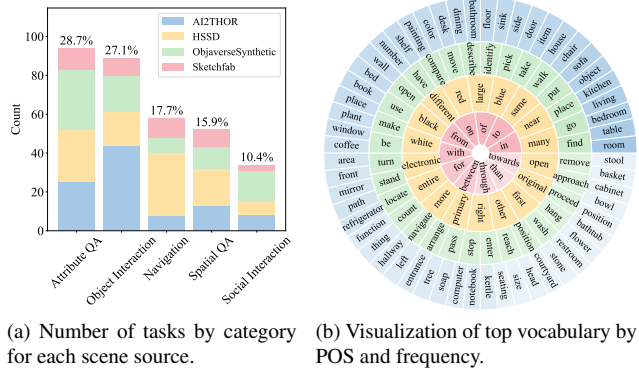 100
80
60
40
20
0
Count
28.7%
27.1%
17.7%
15.9%
10.4%
AI2THOR
HSSD
ObjaverseSynthetic
Sketchfab
Attribute QA
Object Interaction
Navigation
Spatial QA
Social Interaction
(a) Number of tasks by category
for each scene source.
in
to
of
on
from
with
for
between
through
than
towards
open
many
near
same
blue
large
red
different
black
white
electronic
entire
more
primary
right
other
first
original
find
go
place
put
walk
take
pick
identify
describe
move
compare
have
open
use
make
be
turn
stand
locate
count
navigate
arrange
pass
stop
enter
reach
position
wash
hang
proceed
approach
remove
room
table
bedroom
living
kitchen
object
sofa
chair
house
item
door
side
sink
floor
bathroom
dining
desk
color
painting
shelf
number
wall
bed
book
place
plant
window
coffee
area
front
mirror
path
refrigerator
function
thing
hallway
left
entrance
tree
soap
computer
notebook
kettle
seating
size
head
courtyard
stone
restroom
flower
bathtub
position
bowl
cabinet
basket
stool
(b) Visualization of top vocabulary by
POS and frequency.